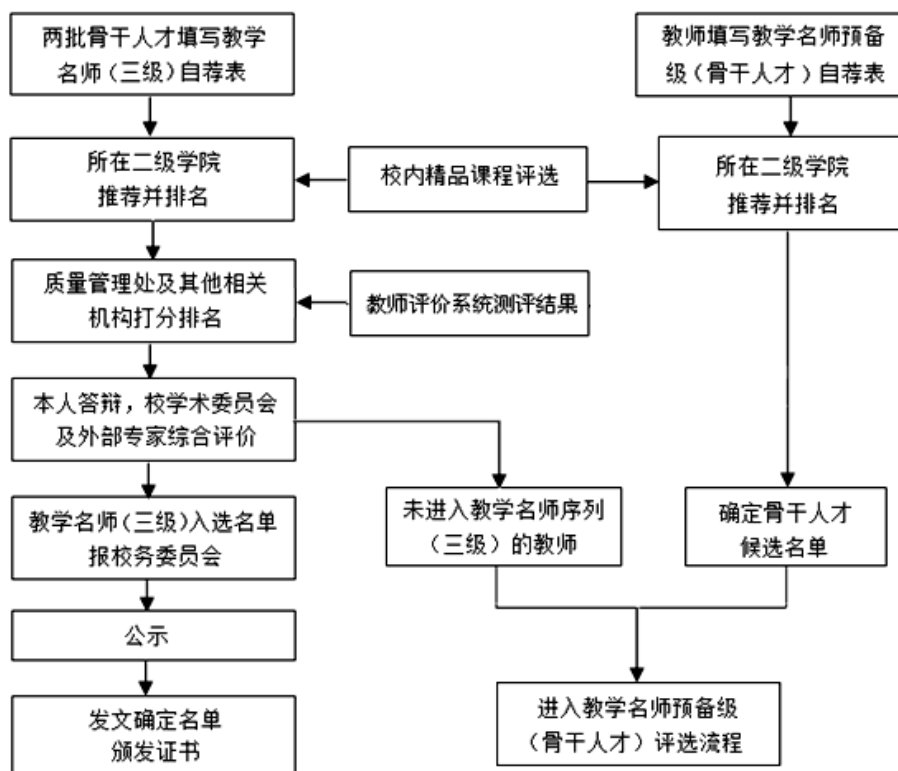 两批骨干人才填写教学
名师（三级）自荐表
教师填写教学名师预备
级（骨干人才）自荐表
所在二级学院
推荐并排名
校内精品课程评选
所在二级学院
推荐并排名
质量管理处及其他相关
机构打分排名
教师评价系统测评结果
本人答辩，校学术委员会
及外部专家综合评价
教学名师（三级）入选名单
报校务委员会
未进入教学名师序列
（三级）的教师
确定骨干人才
候选名单
公示
发文确定名单
颁发证书
进入教学名师预备级
（骨干人才）评选流程